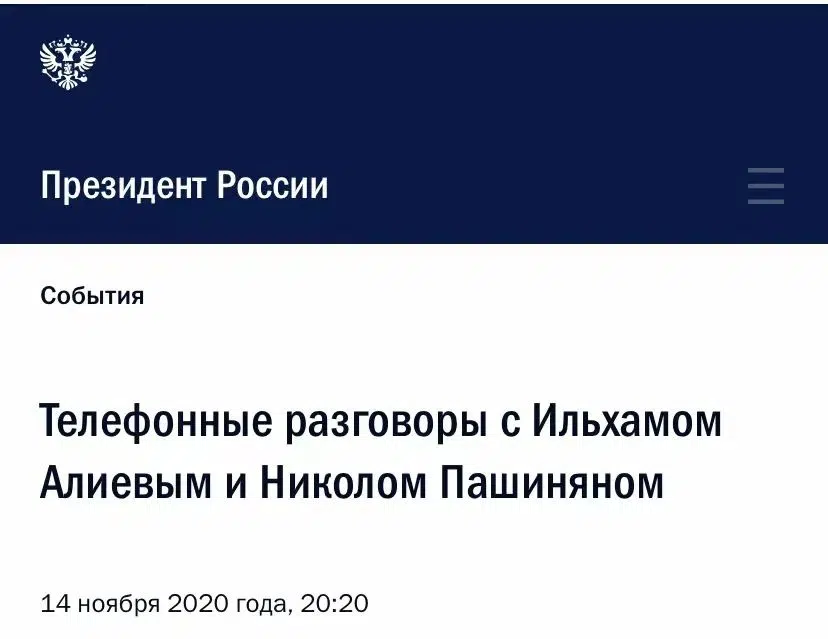 Президент России
События
Телефонные разговоры с Ильхамом
Алиевым и Николом Пашиняном
14 ноября 2020 года, 20:20